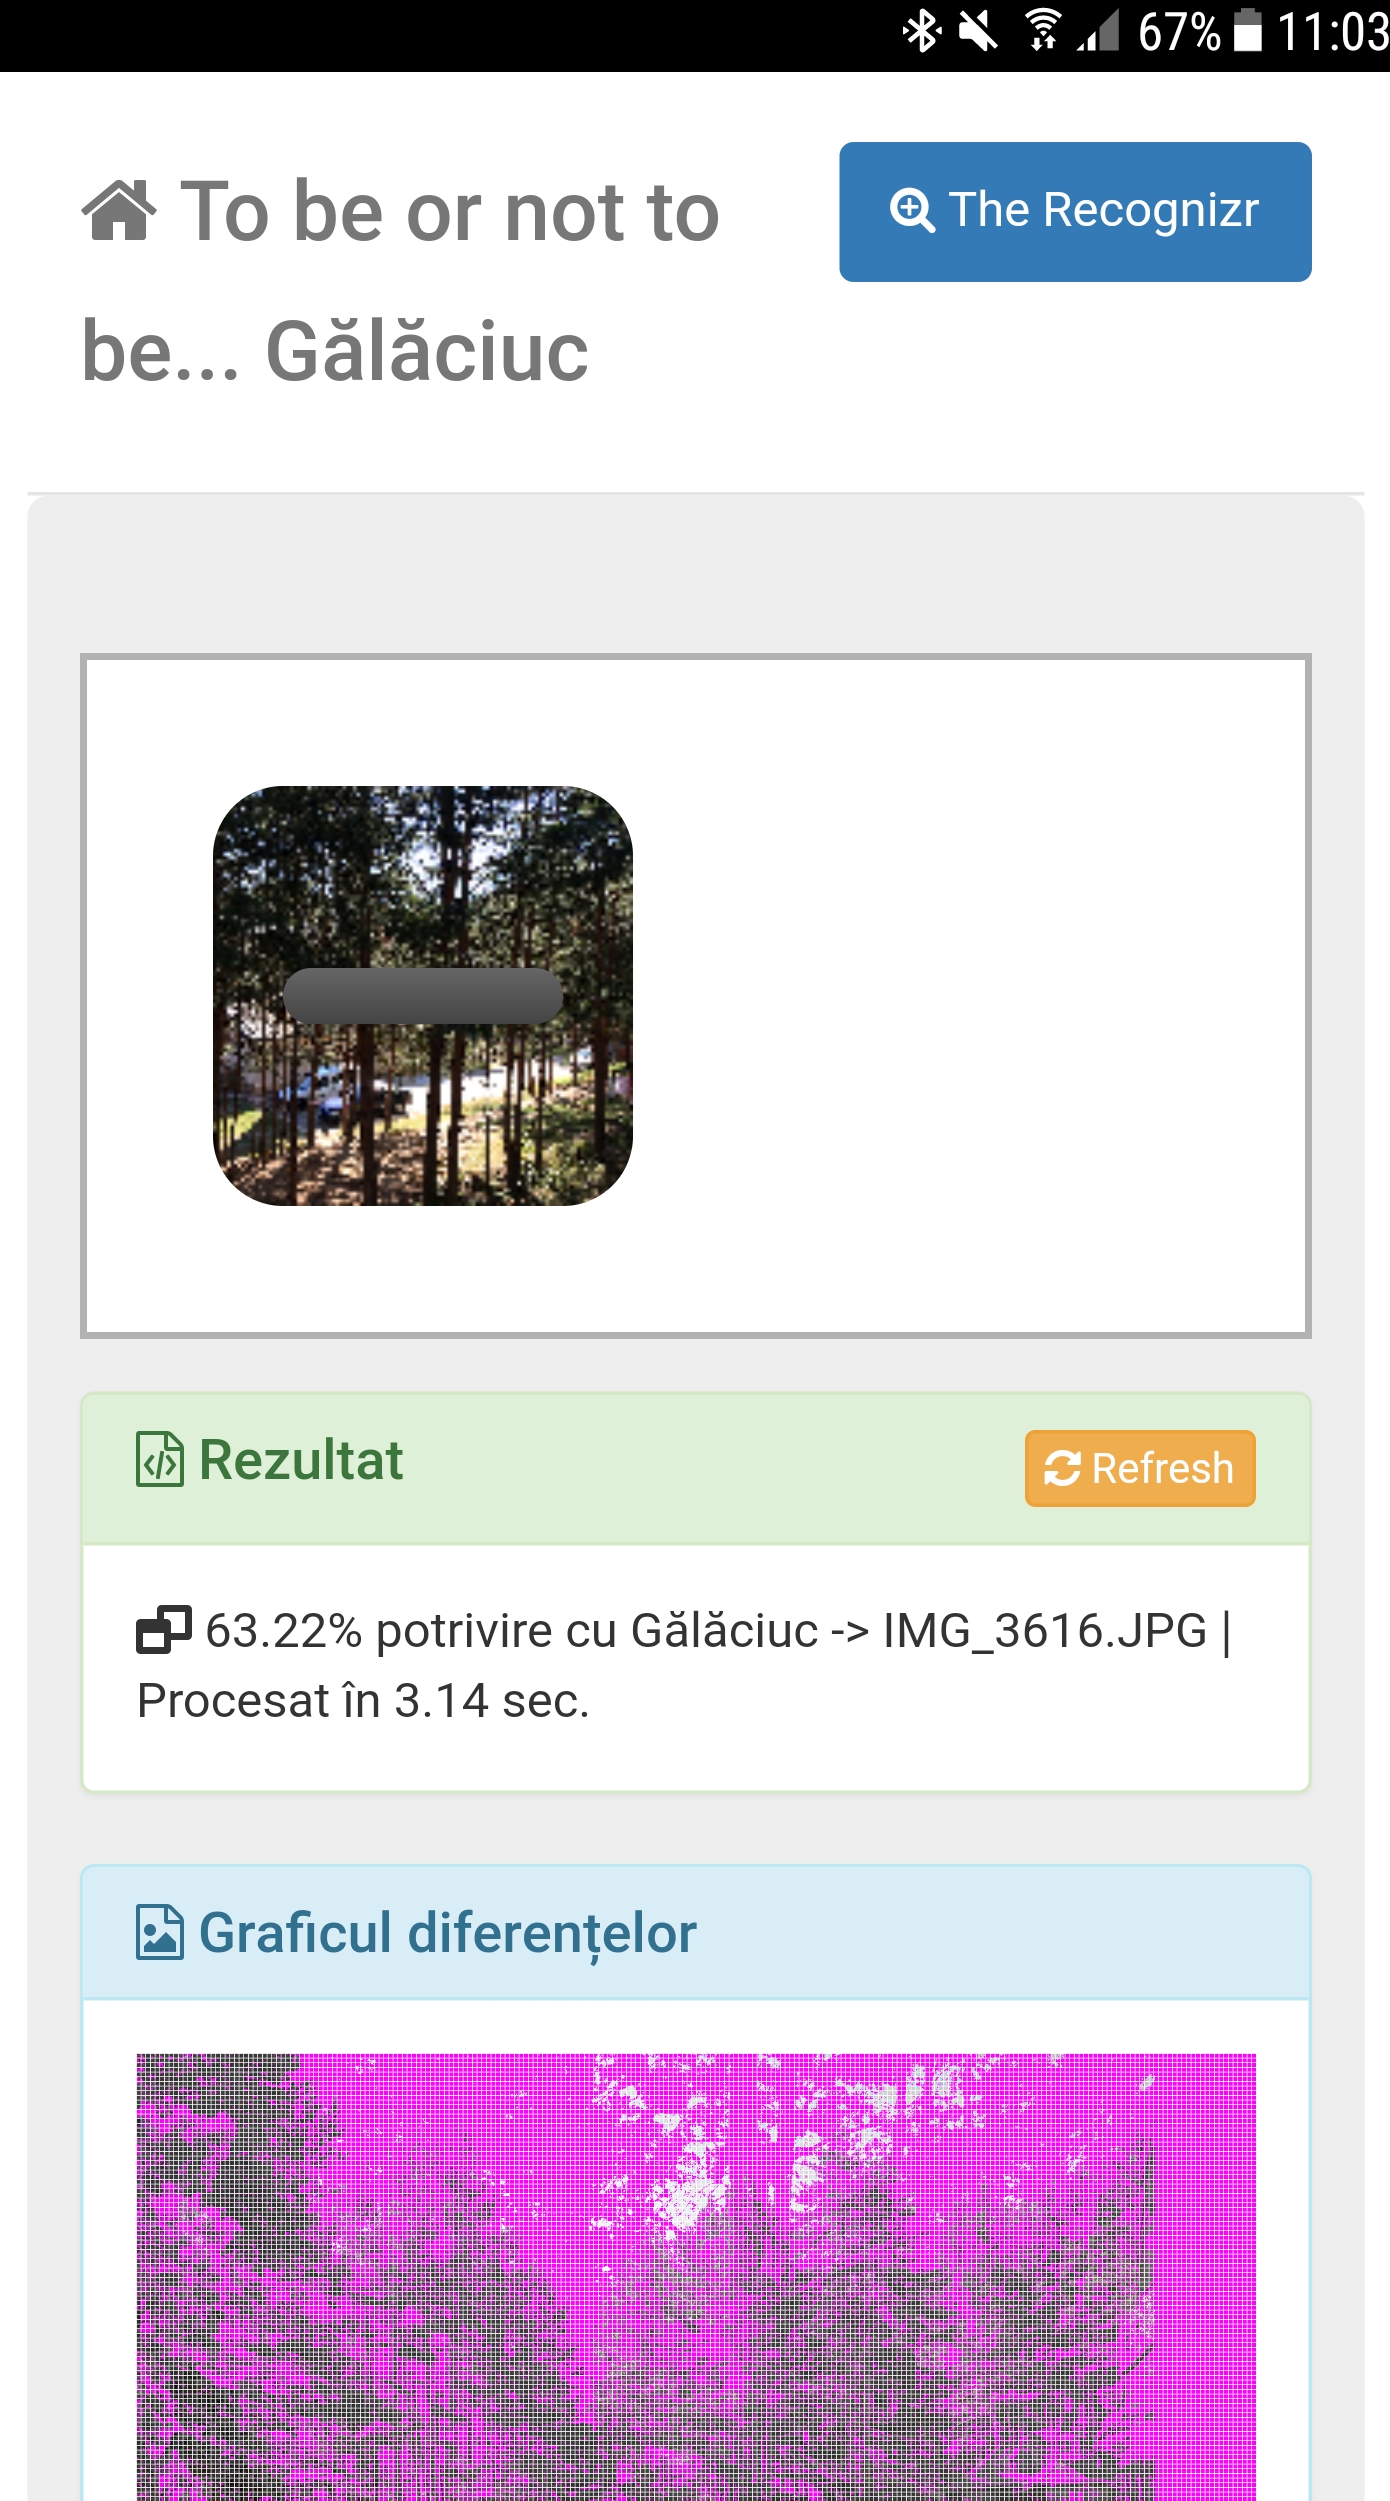 67% 11:03
To be or not to
be... Gălăciuc
The Recognizr
Rezultat
Refresh
63.22% potrivire cu Gălăciuc -> IMG_3616.JPG |
Procesat în 3.14 sec.
Graficul diferențelor